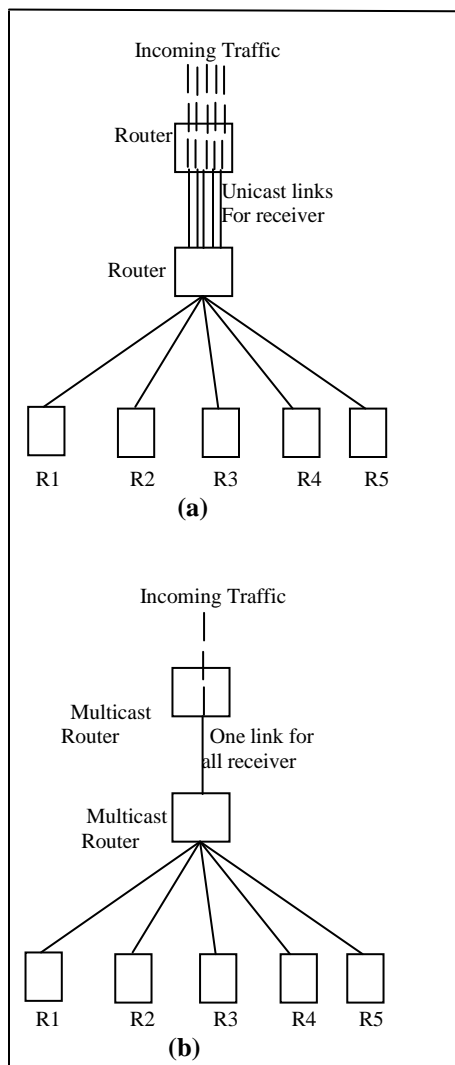 Incoming Traffic
Router
Unicast links
For receiver
Router
R1 R2 R3 R4 R5
(a)
Incoming Traffic
Multicast
Router
One link for
all receiver
Multicast
Router
R1 R2 R3 R4 R5
(b)